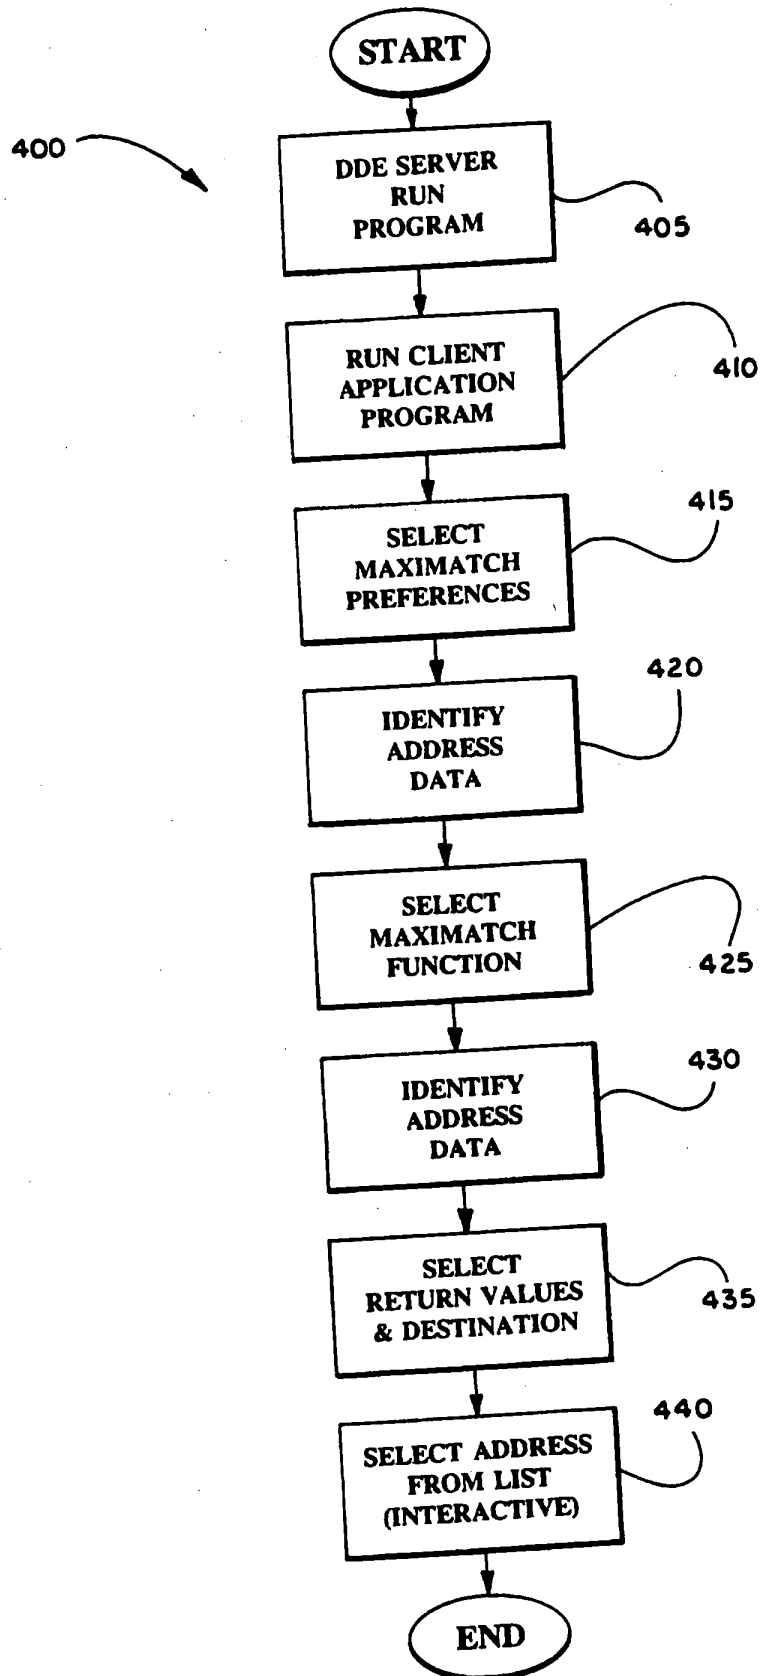 START
400
DDE SERVER
RUN
PROGRAM
405
RUN CLIENT
APPLICATION
PROGRAM
410
SELECT
MAXIMATCH
PREFERENCES
415
IDENTIFY
ADDRESS
DATA
420
SELECT
MAXIMATCH
FUNCTION
425
IDENTIFY
ADDRESS
DATA
430
SELECT
RETURN VALUES
& DESTINATION
435
SELECT ADDRESS
FROM LIST
(INTERACTIVE)
440
END